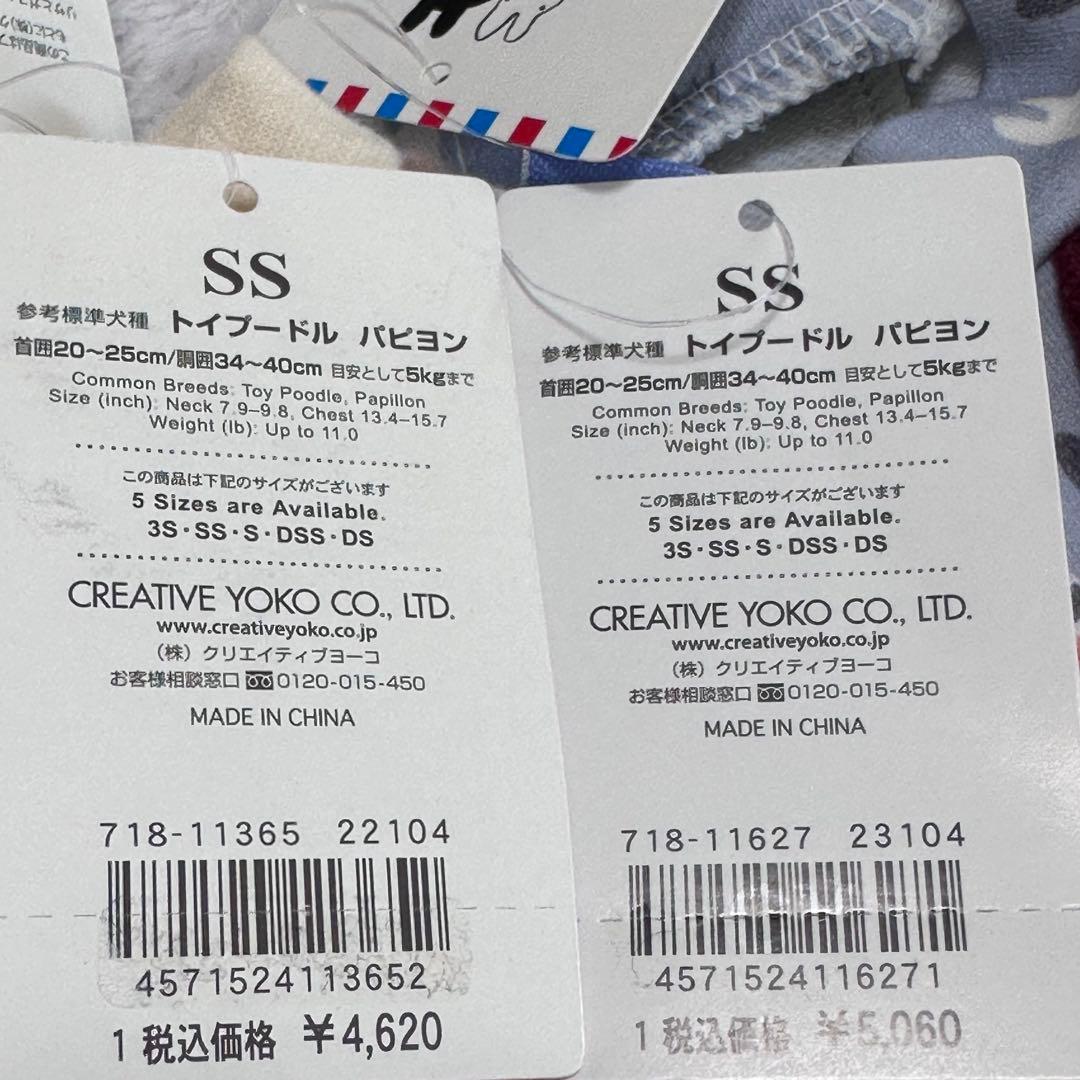 SS
参考標準犬種 トイプードル パピヨン
首囲20～25cm/胴囲34～40cm 目安として5kgまで
Common Breeds: Toy Poodle, Papillon
Size (inch): Neck 7.9–9.8, Chest 13.4–15.7
Weight (lb): Up to 11.0
この商品は下記のサイズがございます
5 Sizes are Available.
3S・SS・S・DSS・DS
CREATIVE YOKO CO., LTD.
www.creativeyoko.co.jp
（株）クリエイティブヨーコ
お客様相談窓口 0120-015-450
MADE IN CHINA
718-11365 22104
4571524113652
1 税込価格 ￥4,620
SS
参考標準犬種 トイプードル パピヨン
首囲20～25cm/胴囲34～40cm 目安として5kgまで
Common Breeds: Toy Poodle, Papillon
Size (inch): Neck 7.9–9.8, Chest 13.4–15.7
Weight (lb): Up to 11.0
この商品は下記のサイズがございます
5 Sizes are Available.
3S・SS・S・DSS・DS
CREATIVE YOKO CO., LTD.
www.creativeyoko.co.jp
（株）クリエイティブヨーコ
お客様相談窓口 0120-015-450
MADE IN CHINA
718-11627 23104
4571524116271
1 税込価格 ￥5,060